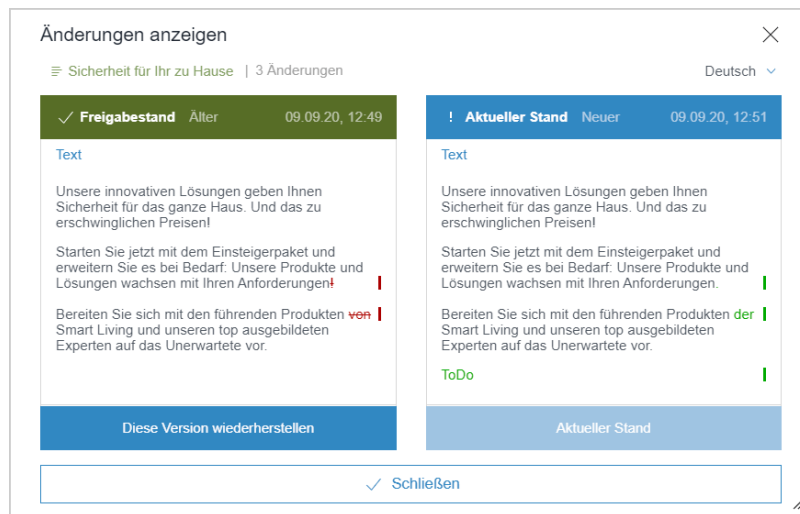 Änderungen anzeigen
Sicherheit für Ihr zu Hause | 3 Änderungen
Deutsch
Freigabestand Älter 09.09.20, 12:49
Text
Unsere innovativen Lösungen geben Ihnen
Sicherheit für das ganze Haus. Und das zu
erschwinglichen Preisen!
Starten Sie jetzt mit dem Einsteigerpaket und
erweitern Sie es bei Bedarf: Unsere Produkte und
Lösungen wachsen mit Ihren Anforderungen!
Bereiten Sie sich mit den führenden Produkten von
Smart Living und unseren top ausgebildeten
Experten auf das Unerwartete vor.
Diese Version wiederherstellen
! Aktueller Stand Neuer 09.09.20, 12:51
Text
Unsere innovativen Lösungen geben Ihnen
Sicherheit für das ganze Haus. Und das zu
erschwinglichen Preisen!
Starten Sie jetzt mit dem Einsteigerpaket und
erweitern Sie es bei Bedarf: Unsere Produkte und
Lösungen wachsen mit Ihren Anforderungen.
Bereiten Sie sich mit den führenden Produkten der
Smart Living und unseren top ausgebildeten
Experten auf das Unerwartete vor.
ToDo
Aktueller Stand
Schließen